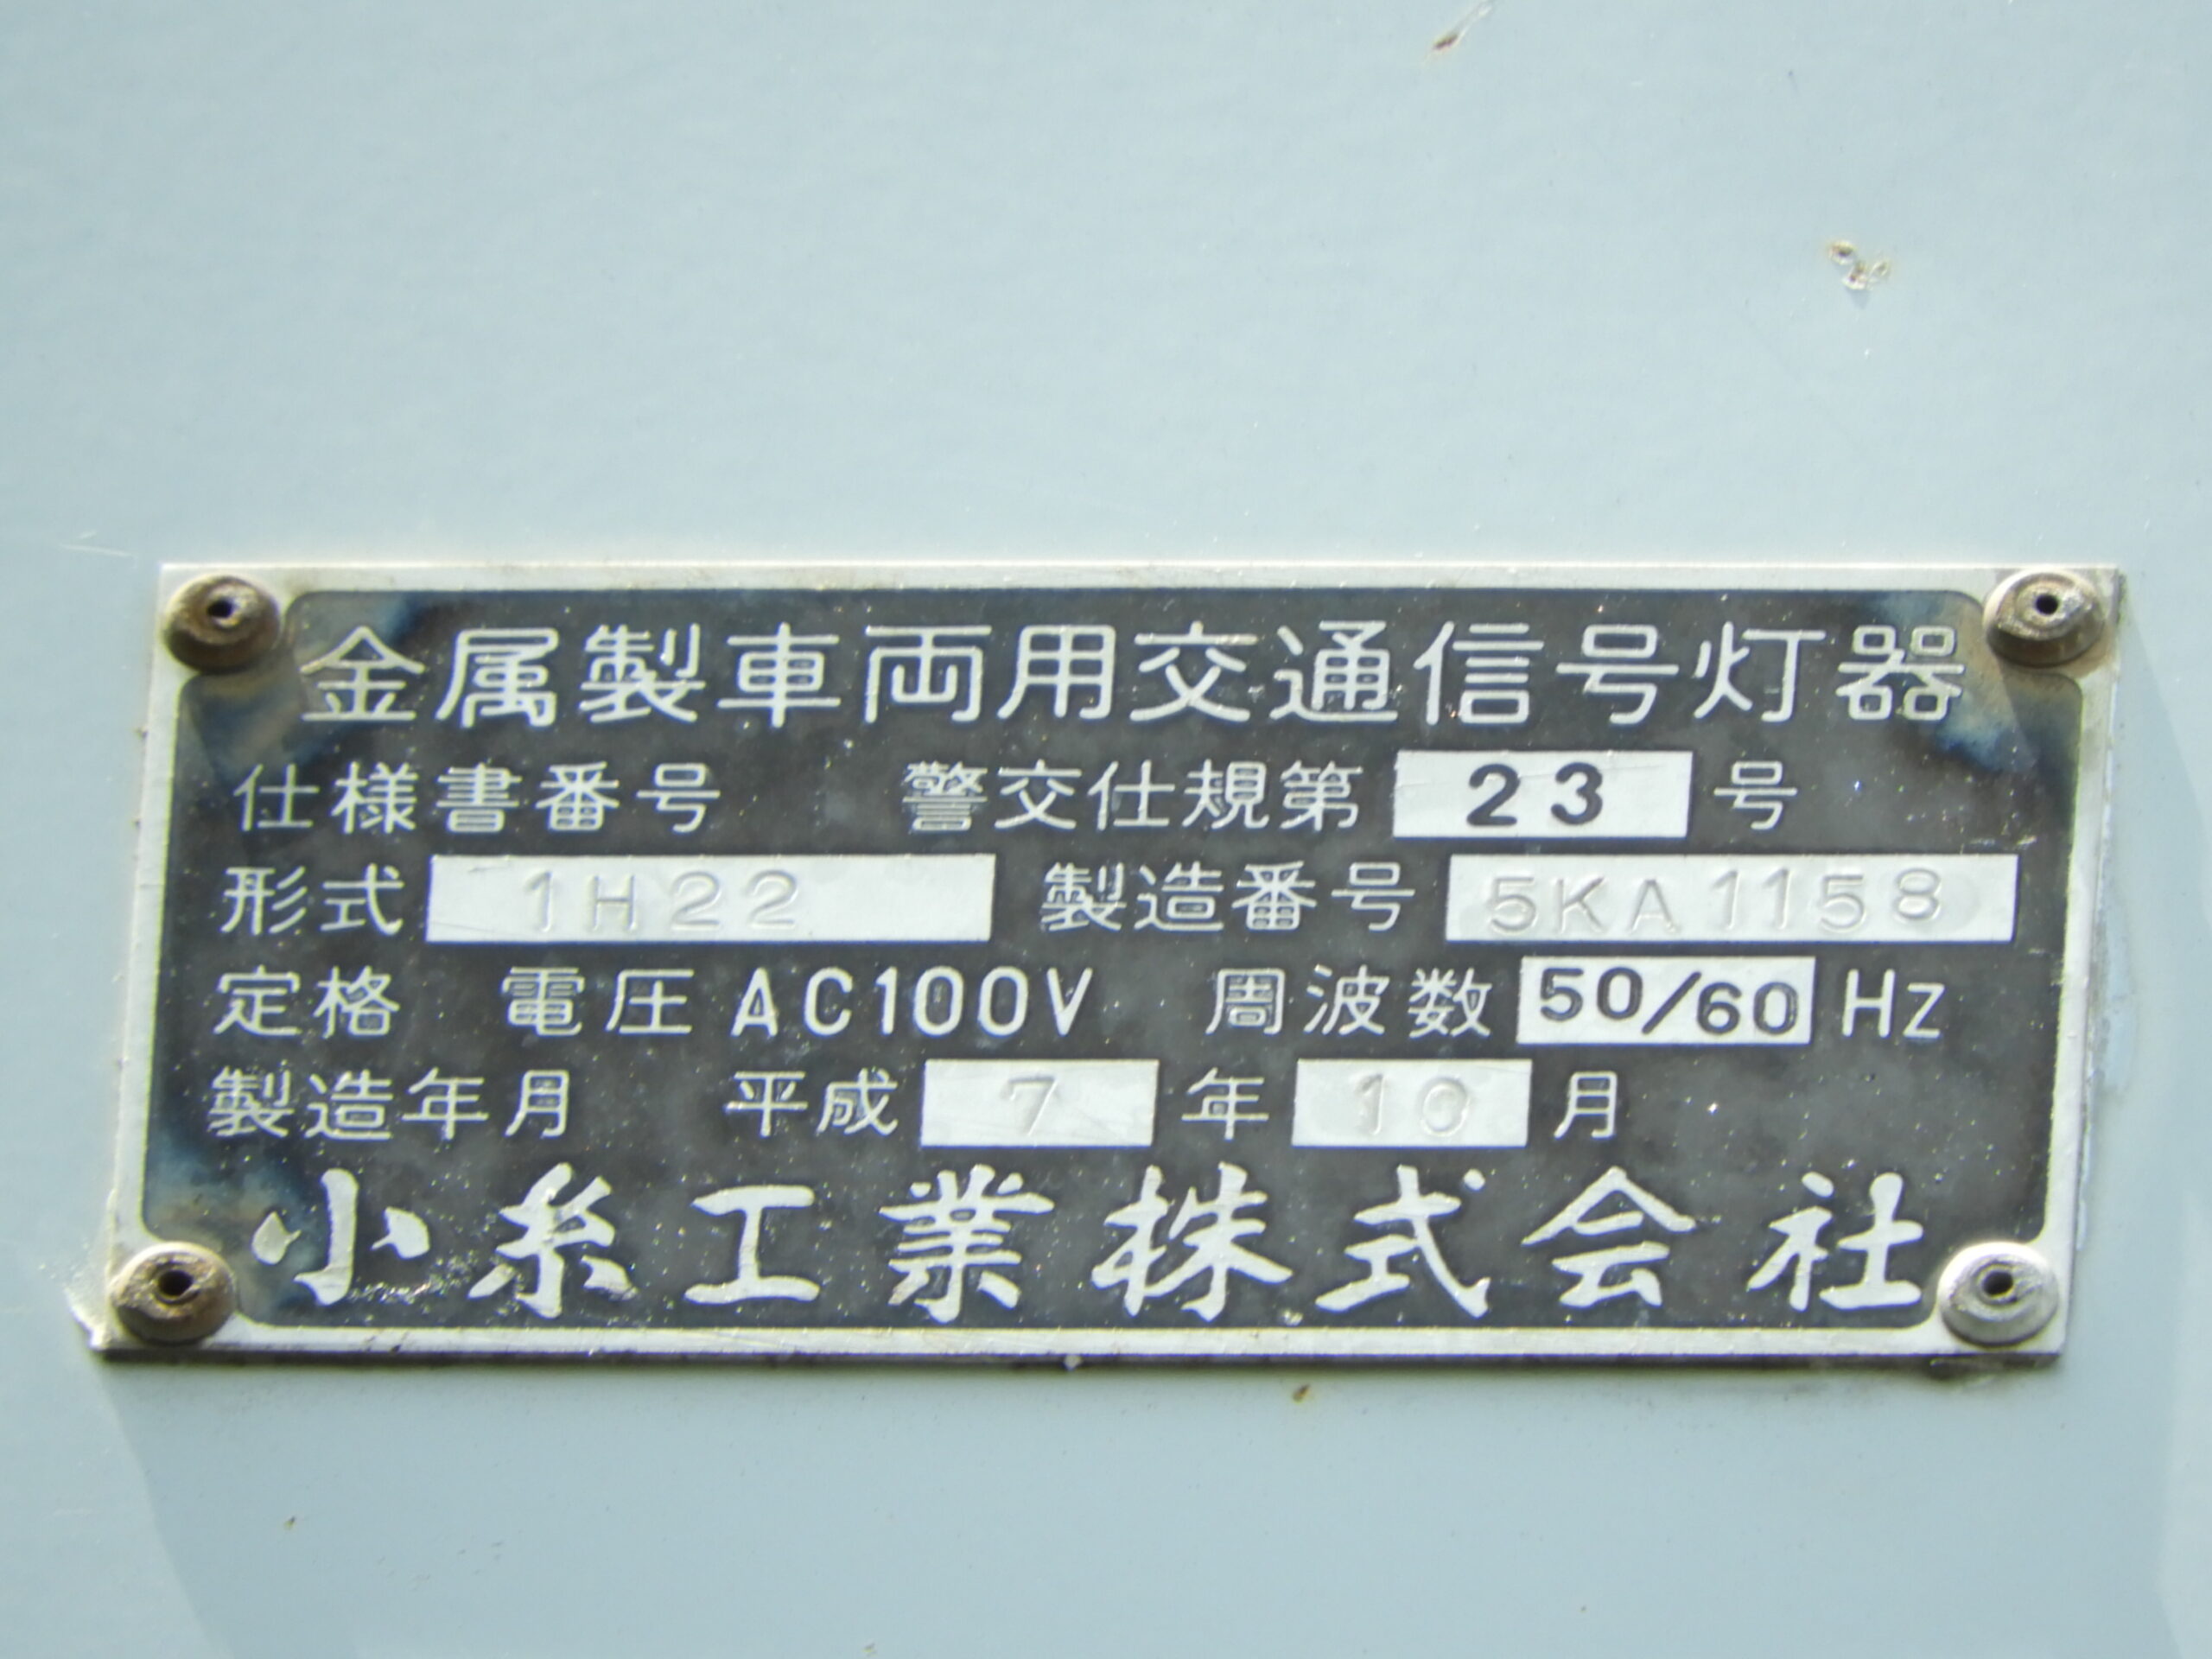 金属製車両用交通信号灯器
仕様書番号 警交仕規第 23 号
形式 1H22 製造番号 5KA1158
定格 電圧 AC100V 周波数 50/60 Hz
製造年月 平成 7 年 10 月
小糸工業株式会社